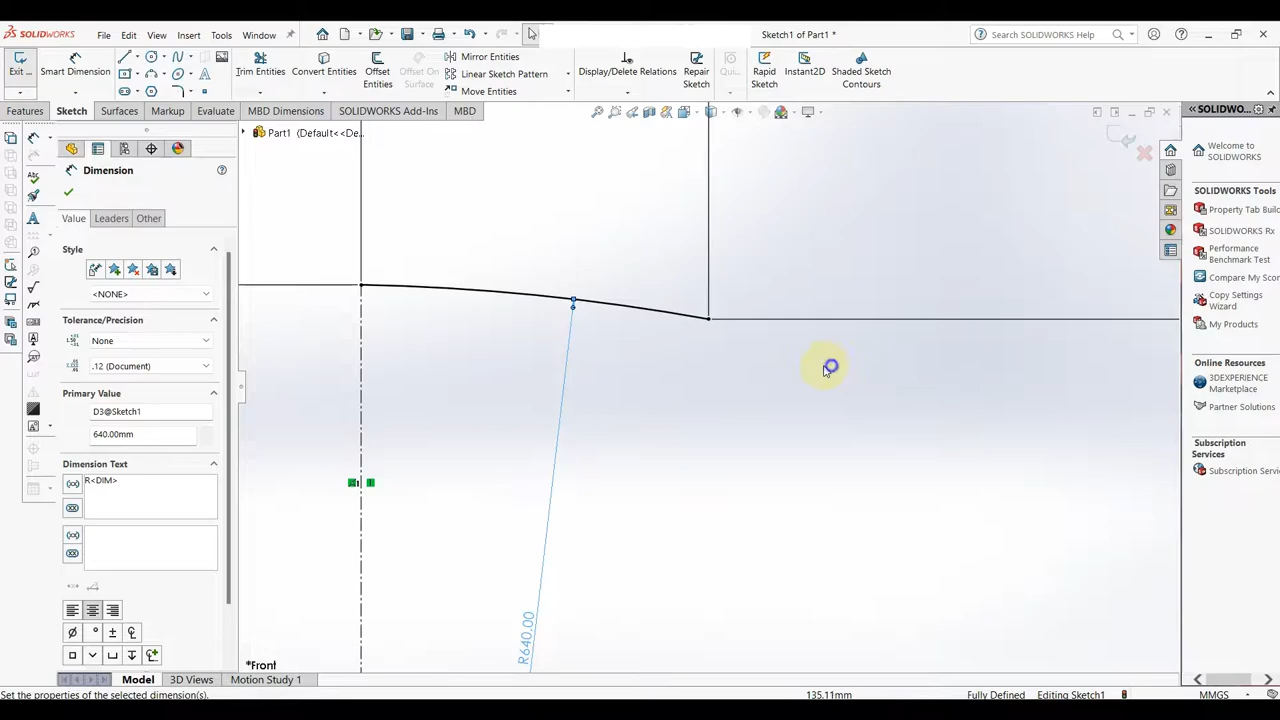 SOLIDWORKS File Edit View Insert Tools Window Sketch1 of Part1 * Search SOLIDWORKS Help
Exit ... Smart Dimension Trim Entities Convert Entities Offset Entities Offset On Surface Mirror Entities Linear Sketch Pattern Move Entities Display/Delete Relations Repair Sketch Qui... Rapid Sketch Instant2D Shaded Sketch Contours
Features Sketch Surfaces Markup Evaluate MBD Dimensions SOLIDWORKS Add-Ins MBD
SOLIDWO...
Part1 (Default<<De...
Dimension
Value Leaders Other
Style
<NONE>
Tolerance/Precision
None
.12 (Document)
Primary Value
D3@Sketch1
640.00mm
Dimension Text
R<DIM>
R640.00
*Front
Welcome to SOLIDWORKS
SOLIDWORKS Tools
Property Tab Buil
SOLIDWORKS Rx
Performance Benchmark Test
Compare My Scor
Copy Settings Wizard
My Products
Online Resources
3DEXPERIENCE Marketplace
Partner Solutions
Subscription Services
Subscription Servic
Model 3D Views Motion Study 1
Set the properties of the selected dimension(s). 135.11mm Fully Defined Editing Sketch1 MMGS